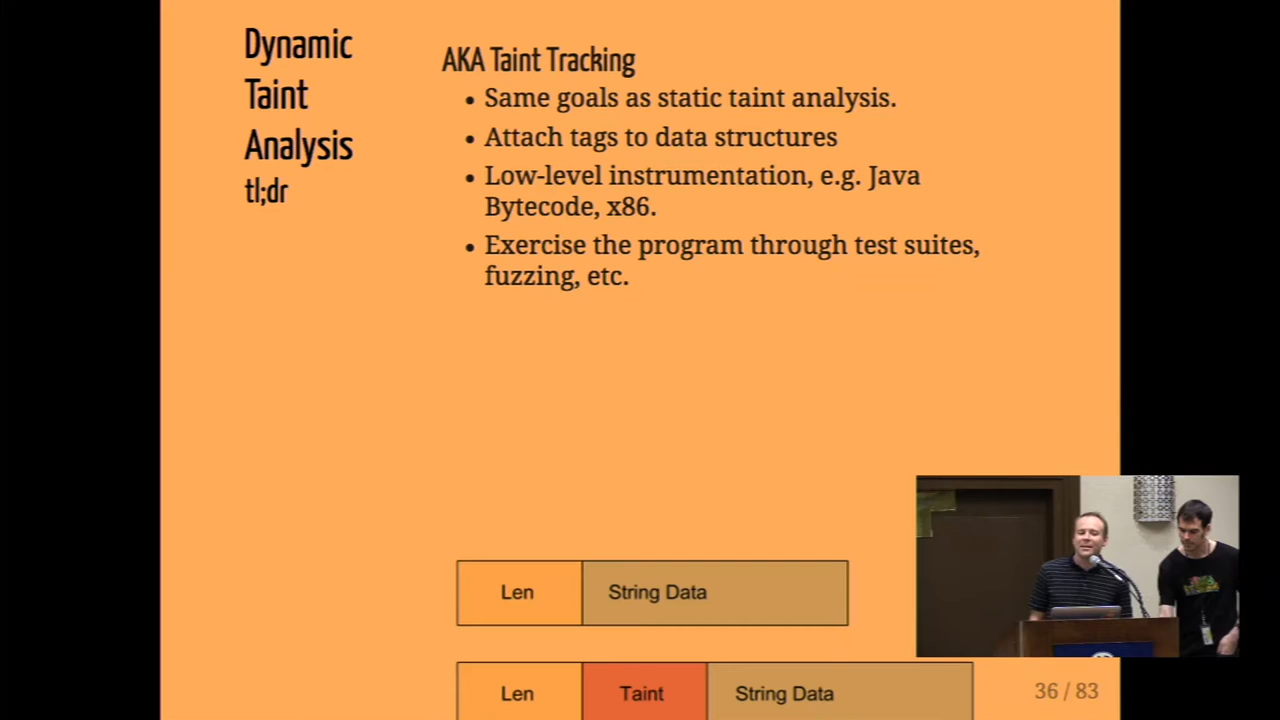 Dynamic
Taint
Analysis
tl;dr
AKA Taint Tracking
• Same goals as static taint analysis.
• Attach tags to data structures
• Low-level instrumentation, e.g. Java
Bytecode, x86.
• Exercise the program through test suites,
fuzzing, etc.
Len String Data
Len Taint String Data
36 / 83